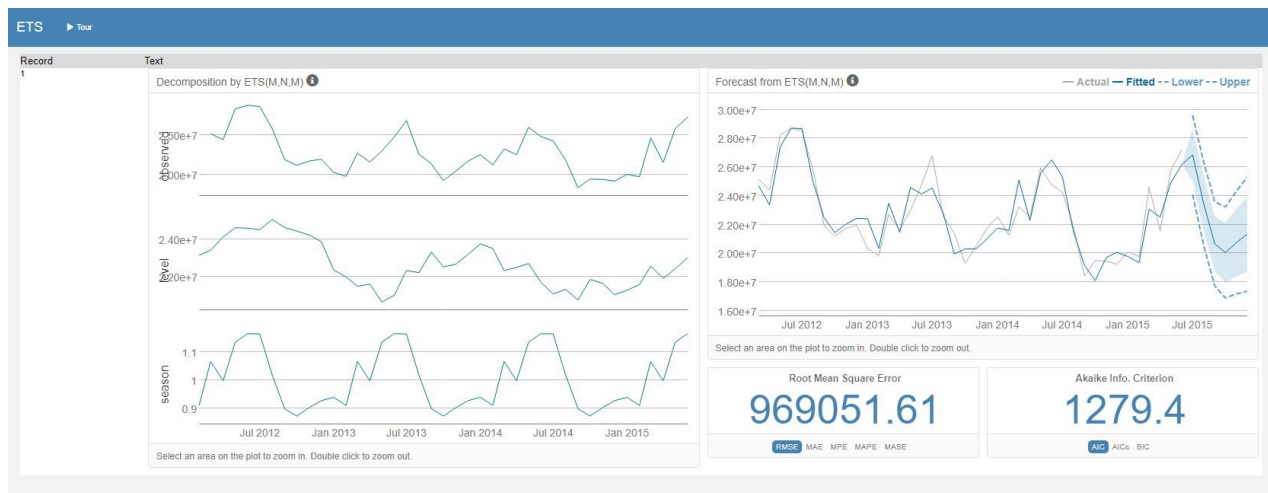 ETS ▶ Tour
Record Text
1
Decomposition by ETS(M,N,M)
observed
2.00e+7
level
2.40e+7
2.20e+7
season
1.1
1
0.9
Jul 2012 Jan 2013 Jul 2013 Jan 2014 Jul 2014 Jan 2015
Select an area on the plot to zoom in. Double click to zoom out.
Forecast from ETS(M,N,M)
Actual Fitted Lower Upper
3.00e+7
2.80e+7
2.60e+7
2.40e+7
2.20e+7
2.00e+7
1.80e+7
1.60e+7
Jul 2012 Jan 2013 Jul 2013 Jan 2014 Jul 2014 Jan 2015 Jul 2015
Select an area on the plot to zoom in. Double click to zoom out.
Root Mean Square Error
969051.61
RMSE MAE MPE MAPE MASE
Akaike Info. Criterion
1279.4
AIC AICc BIC